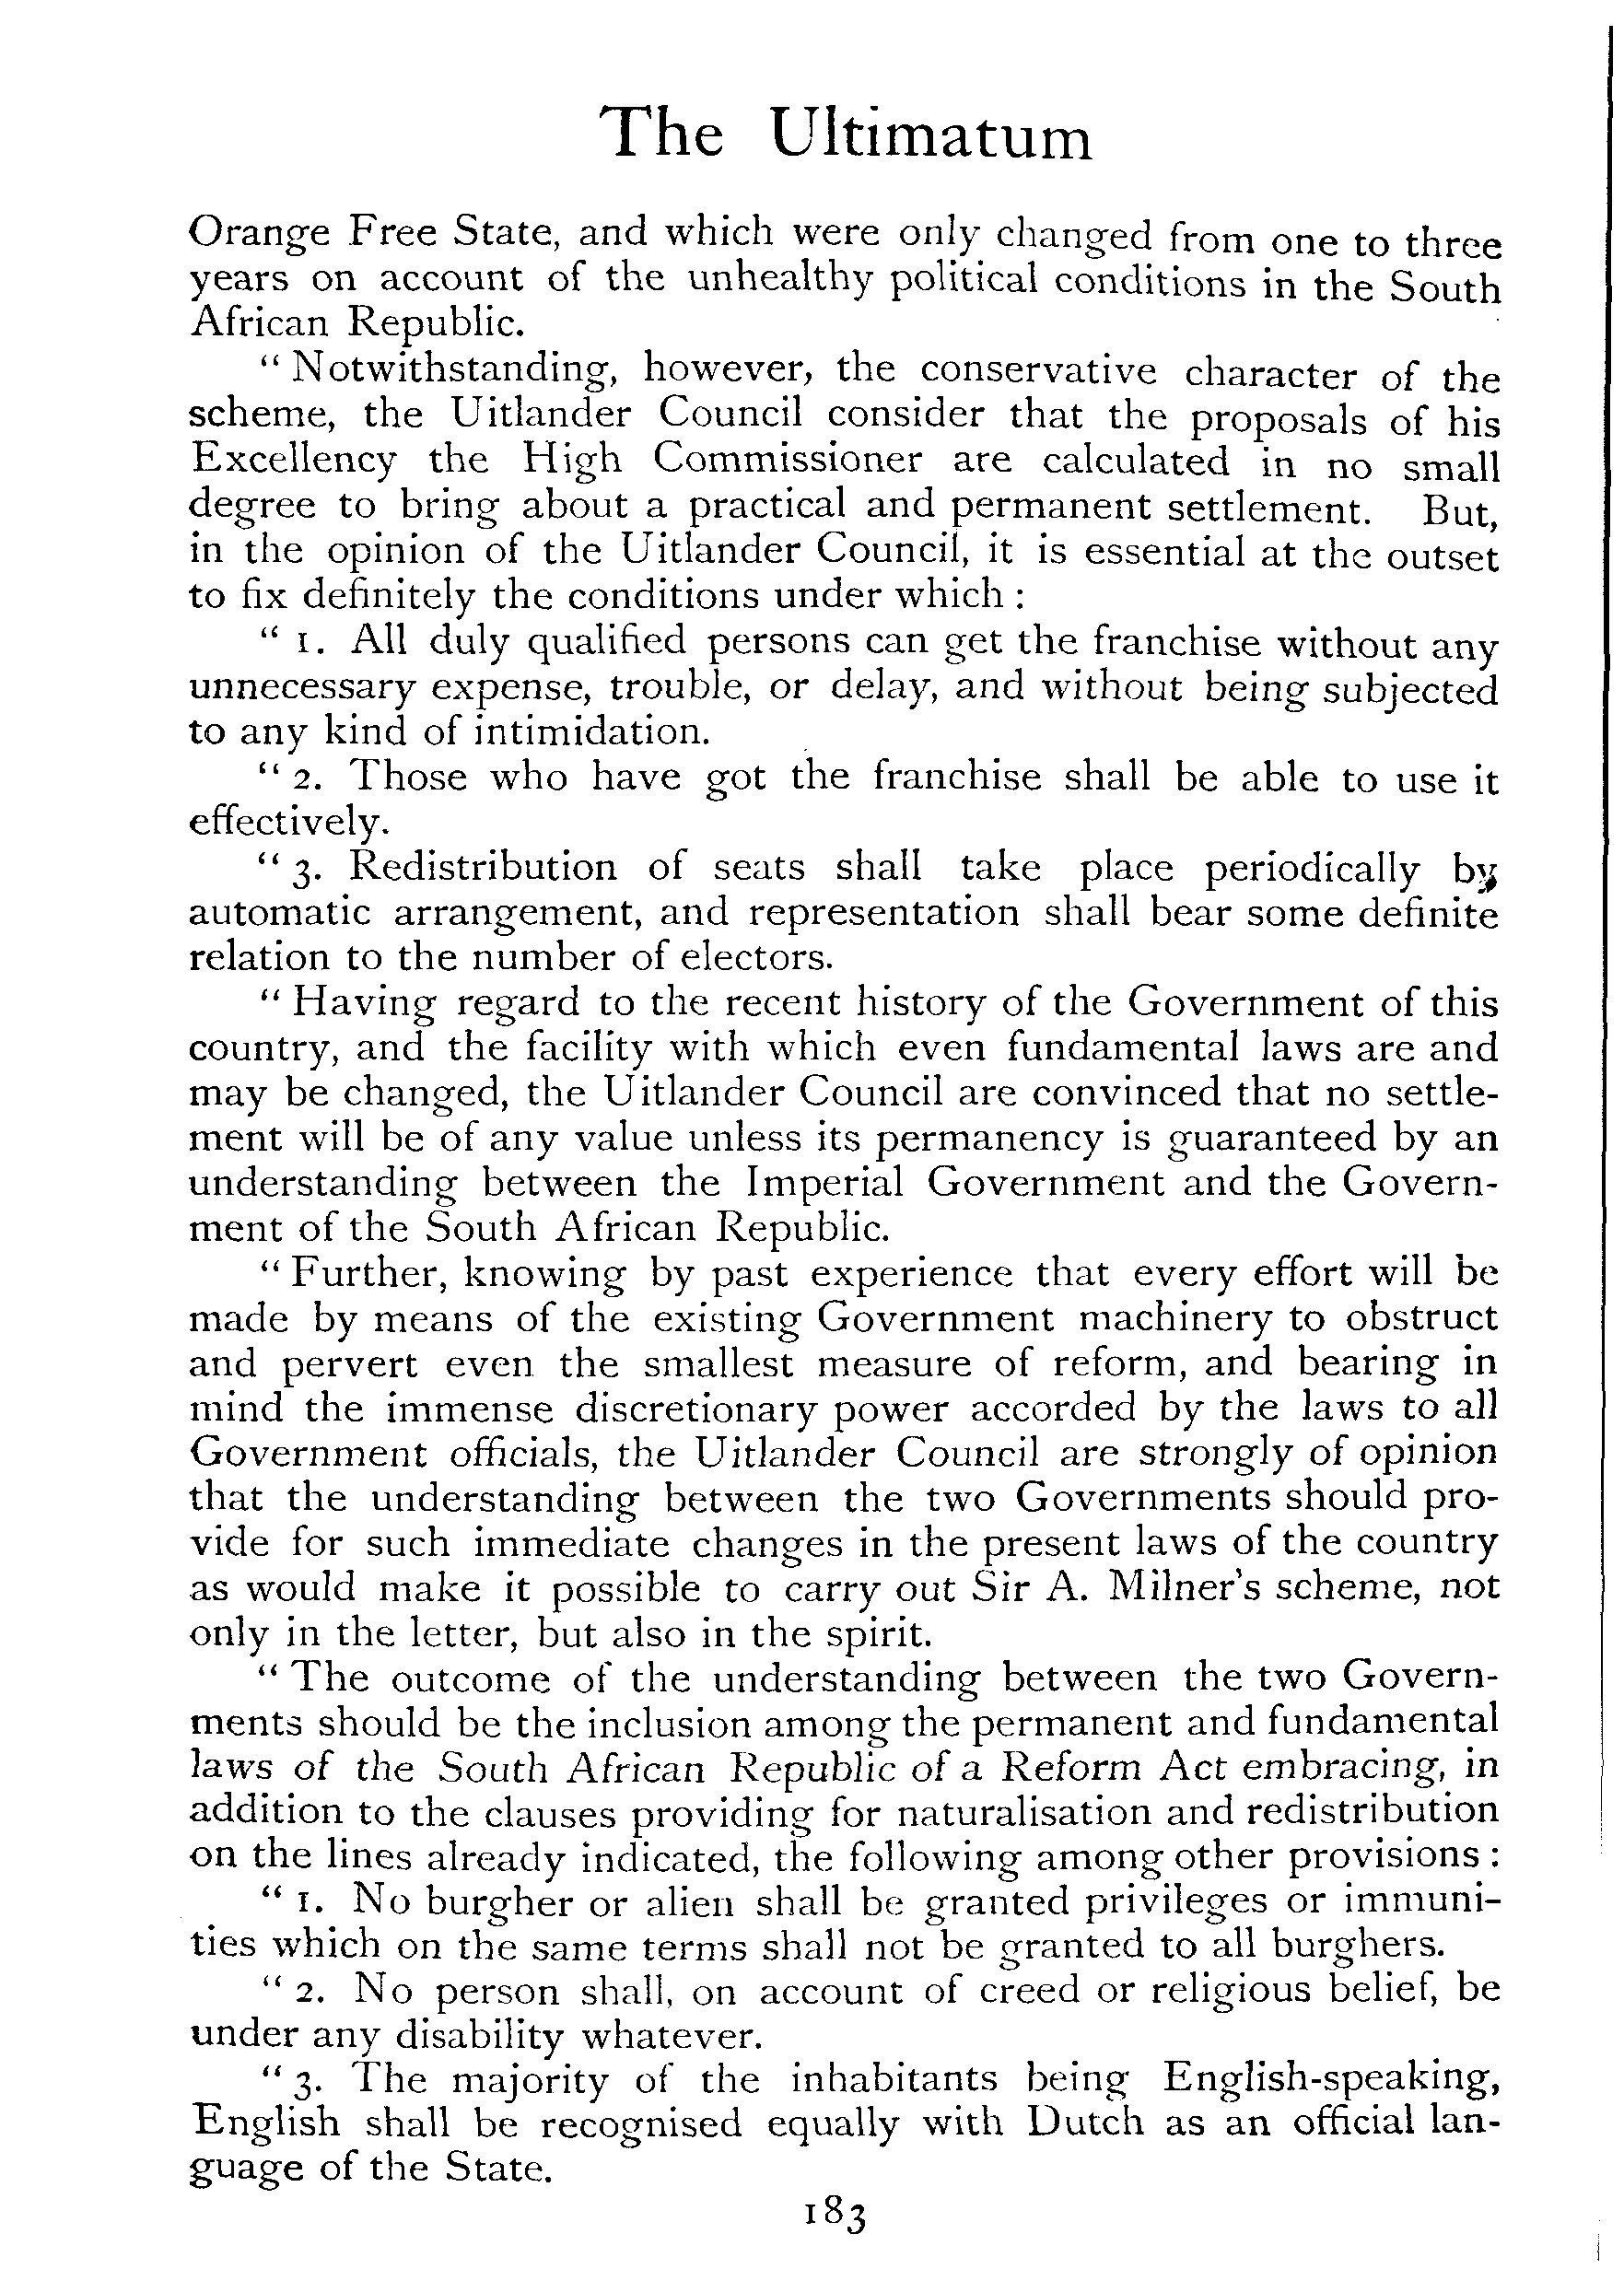 The Ultimatum
Orange Free State, and which were only changed from one to three
years on account of the unhealthy political conditions in the South
African Republic.
“ Notwithstanding, however, the conservative character of the
scheme, the Uitlander Council consider that the proposals of his
Excellency the High Commissioner are calculated in no small
degree to bring about a practical and permanent settlement. But,
in the opinion of the Uitlander Council, it is essential at the outset
to fix definitely the conditions under which :
“ 1. All duly qualified persons can get the franchise without any
unnecessary expense, trouble, or delay, and without being subjected
to any kind of intimidation.
“ 2. Those who have got the franchise shall be able to use it
effectively.
“ 3. Redistribution of seats shall take place periodically by
automatic arrangement, and representation shall bear some definite
relation to the number of electors.
“ Having regard to the recent history of the Government of this
country, and the facility with which even fundamental laws are and
may be changed, the Uitlander Council are convinced that no settle-
ment will be of any value unless its permanency is guaranteed by an
understanding between the Imperial Government and the Govern-
ment of the South African Republic.
“ Further, knowing by past experience that every effort will be
made by means of the existing Government machinery to obstruct
and pervert even the smallest measure of reform, and bearing in
mind the immense discretionary power accorded by the laws to all
Government officials, the Uitlander Council are strongly of opinion
that the understanding between the two Governments should pro-
vide for such immediate changes in the present laws of the country
as would make it possible to carry out Sir A. Milner’s scheme, not
only in the letter, but also in the spirit.
“ The outcome of the understanding between the two Govern-
ments should be the inclusion among the permanent and fundamental
laws of the South African Republic of a Reform Act embracing, in
addition to the clauses providing for naturalisation and redistribution
on the lines already indicated, the following among other provisions :
“ 1. No burgher or alien shall be granted privileges or immuni-
ties which on the same terms shall not be granted to all burghers.
“ 2. No person shall, on account of creed or religious belief, be
under any disability whatever.
“ 3. The majority of the inhabitants being English-speaking,
English shall be recognised equally with Dutch as an official lan-
guage of the State.
183